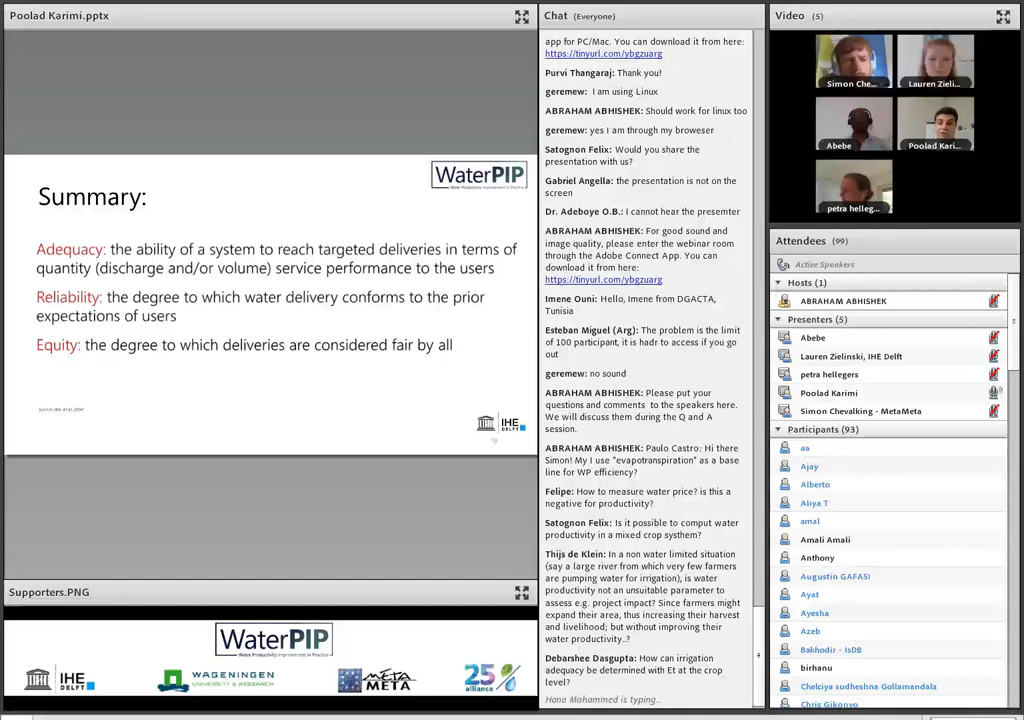 Poolad Karimi.pptx
WaterPIP
Water Productivity Improvement in Practice
Summary:
Adequacy: the ability of a system to reach targeted deliveries in terms of
quantity (discharge and/or volume) service performance to the users
Reliability: the degree to which water delivery conforms to the prior
expectations of users
Equity: the degree to which deliveries are considered fair by all
IHE
DELFT
19
Supporters.PNG
WaterPIP
Water Productivity Improvement in Practice
IHE
DELFT
WAGENINGEN
UNIVERSITY & RESEARCH
META
META
25
alliance
Chat (Everyone)
app for PC/Mac. You can download it from here:
https://tinyurl.com/ybgzuarg
Purvi Thangaraj: Thank you!
geremew: I am using Linux
ABRAHAM ABHISHEK: Should work for linux too
geremew: yes I am through my broweser
Satognon Felix: Would you share the
presentation with us?
Gabriel Angella: the presentation is not on the
screen
Dr. Adeboye O.B.: I cannot hear the presemter
ABRAHAM ABHISHEK: For good sound and
image quality, please enter the webinar room
through the Adobe Connect App. You can
download it from here:
https://tinyurl.com/ybgzuarg
Imene Ouni: Hello, Imene from DGACTA,
Tunisia
Esteban Miguel (Arg): The problem is the limit
of 100 participant, it is hadr to access if you go
out
geremew: no sound
ABRAHAM ABHISHEK: Please put your
questions and comments to the speakers here.
We will discuss them during the Q and A
session.
ABRAHAM ABHISHEK: Paulo Castro: Hi there
Simon! My I use "evapotranspiration" as a base
line for WP efficiency?
Felipe: How to measure water price? is this a
negative for productivity?
Satognon Felix: Is it possible to comput water
productivity in a mixed crop systhem?
Thijs de Klein: In a non water limited situation
(say a large river from which very few farmers
are pumping water for irrigation), is water
productivity not an unsuitable parameter to
assess e.g. project impact? Since farmers might
expand their area, thus increasing their harvest
and livelihood; but without improving their
water productivity..?
Debarshee Dasgupta: How can irrigation
adequacy be determined with Et at the crop
level?
Hana Mohammed is typing...
Video (5)
Simon Che...
Lauren Zieli...
Abebe
Poolad Kari...
petra helleg...
Attendees (99)
Active Speakers
Hosts (1)
ABRAHAM ABHISHEK
Presenters (5)
Abebe
Lauren Zielinski, IHE Delft
petra hellegers
Poolad Karimi
Simon Chevalking - MetaMeta
Participants (93)
aa
Ajay
Alberto
Aliya T
amal
Amali Amali
Anthony
Augustin GAFASI
Ayat
Ayesha
Azeb
Bakhodir - IsDB
birhanu
Chelciya sudheshna Gollamandala
Chris Gikonyo